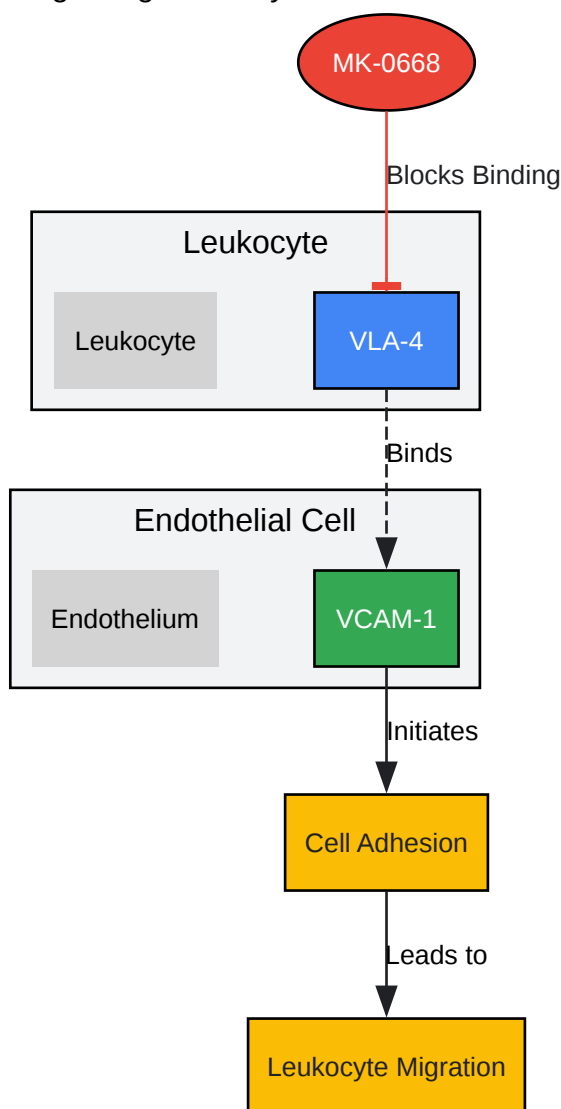 MK-0668
Blocks Binding
Leukocyte
Leukocyte
VLA-4
Binds
Endothelial Cell
Endothelium
VCAM-1
Initiates
Cell Adhesion
Leads to
Leukocyte Migration